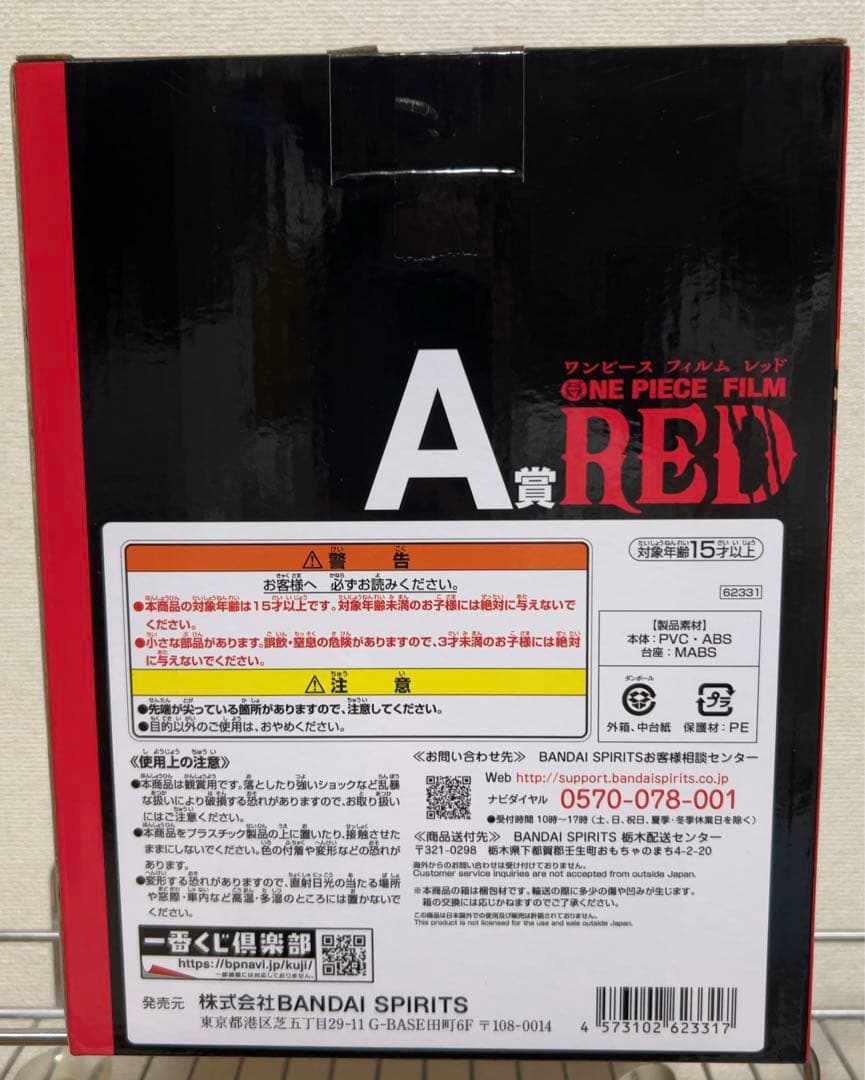 ワンピース フィルム レッド
ONE PIECE FILM
RED
A賞
対象年齢15才以上
62331
【製品素材】
本体:PVC・ABS
台座:MABS
ダンボール
外箱、中台紙
プラ
保護材:PE
⚠警告
お客様へ 必ずお読みください。
●本商品の対象年齢は15才以上です。対象年齢未満のお子様には絶対に与えないで
ください。
●小さな部品があります。誤飲・窒息の危険がありますので、3才未満のお子様には絶対
に与えないでください。
⚠注意
●先端が尖っている箇所がありますので、注意してください。
●目的以外のご使用は、おやめください。
《使用上の注意》
●本商品は観賞用です。落としたり強いショックなど乱暴
な扱いにより破損する恐れがありますので、お取り扱い
にはご注意ください。
●本商品をプラスチック製品の上に置いたり、接触させた
ままにしないでください。色の付着や変形などの恐れが
あります。
●変形する恐れがありますので、直射日光の当たる場所
や窓際・車内など高温・多湿のところには置かないで
ください。
≪お問い合わせ先≫ BANDAI SPIRITSお客様相談センター
Web http://support.bandaispirits.co.jp
ナビダイヤル 0570-078-001
●受付時間 10時~17時(土、日、祝日、夏季・冬季休業日を除く)
≪商品送付先≫ BANDAI SPIRITS 栃木配送センター
〒321-0298 栃木県下都賀郡壬生町おもちゃのまち4-2-20
海外からのお問い合わせは受け付けておりません。
Customer service inquiries are not accepted from outside Japan.
※本商品の箱は梱包材です。輸送の際に多少の傷や凹みが生じます。
箱の交換には応じかねますのでご了承ください。
この商品は日本国外での使用及び販売は許諾されておりません。
This product is not licensed for the use and sale outside Japan.
一番くじ倶楽部
https://bpnavi.jp/kuji/
一部機種には対応しておりません。
発売元 株式会社BANDAI SPIRITS
東京都港区芝五丁目29-11 G-BASE田町6F 〒108-0014
4 573102 623317